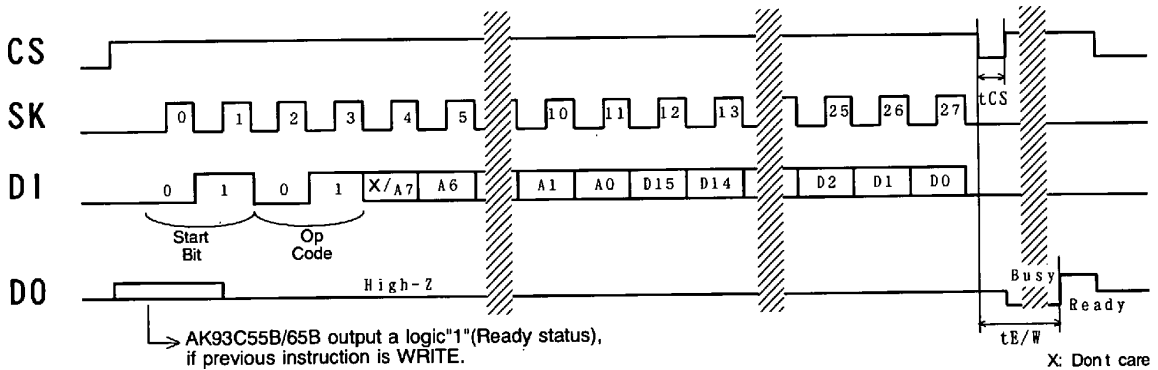 CS
tCS
SK 0 1 2 3 4 5 10 11 12 13 25 26 27
DI 0 1 0 1 X/A7 A6 A1 A0 D15 D14 D2 D1 D0
Start Bit
Op Code
DO High-Z Busy Ready
tE/W
AK93C55B/65B output a logic"1"(Ready status),
if previous instruction is WRITE.
X: Don t care